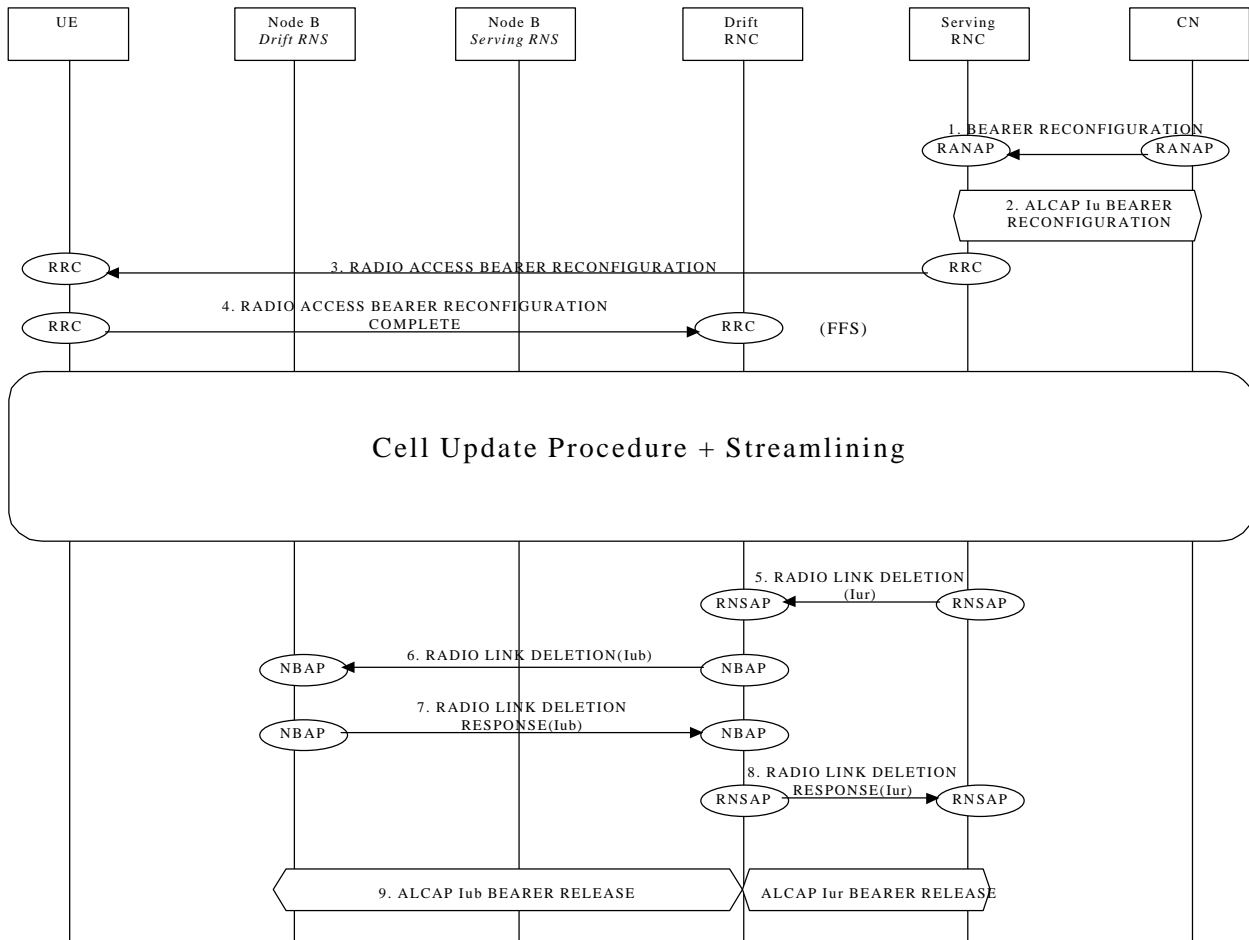 UE
Node B
Drift RNS
Node B
Serving RNS
Drift
RNC
Serving
RNC
CN
1. BEARER RECONFIGURATION
RANAP
RANAP
2. ALCAP Iu BEARER
RECONFIGURATION
RRC
3. RADIO ACCESS BEARER RECONFIGURATION
RRC
4. RADIO ACCESS BEARER RECONFIGURATION
COMPLETE
RRC
RRC
(FFS)
Cell Update Procedure + Streamlining
5. RADIO LINK DELETION
(Iur)
RNSAP
RNSAP
6. RADIO LINK DELETION(Iub)
NBAP
NBAP
7. RADIO LINK DELETION
RESPONSE(Iub)
NBAP
NBAP
8. RADIO LINK DELETION
RESPONSE(Iur)
RNSAP
RNSAP
9. ALCAP Iub BEARER RELEASE
ALCAP Iur BEARER RELEASE